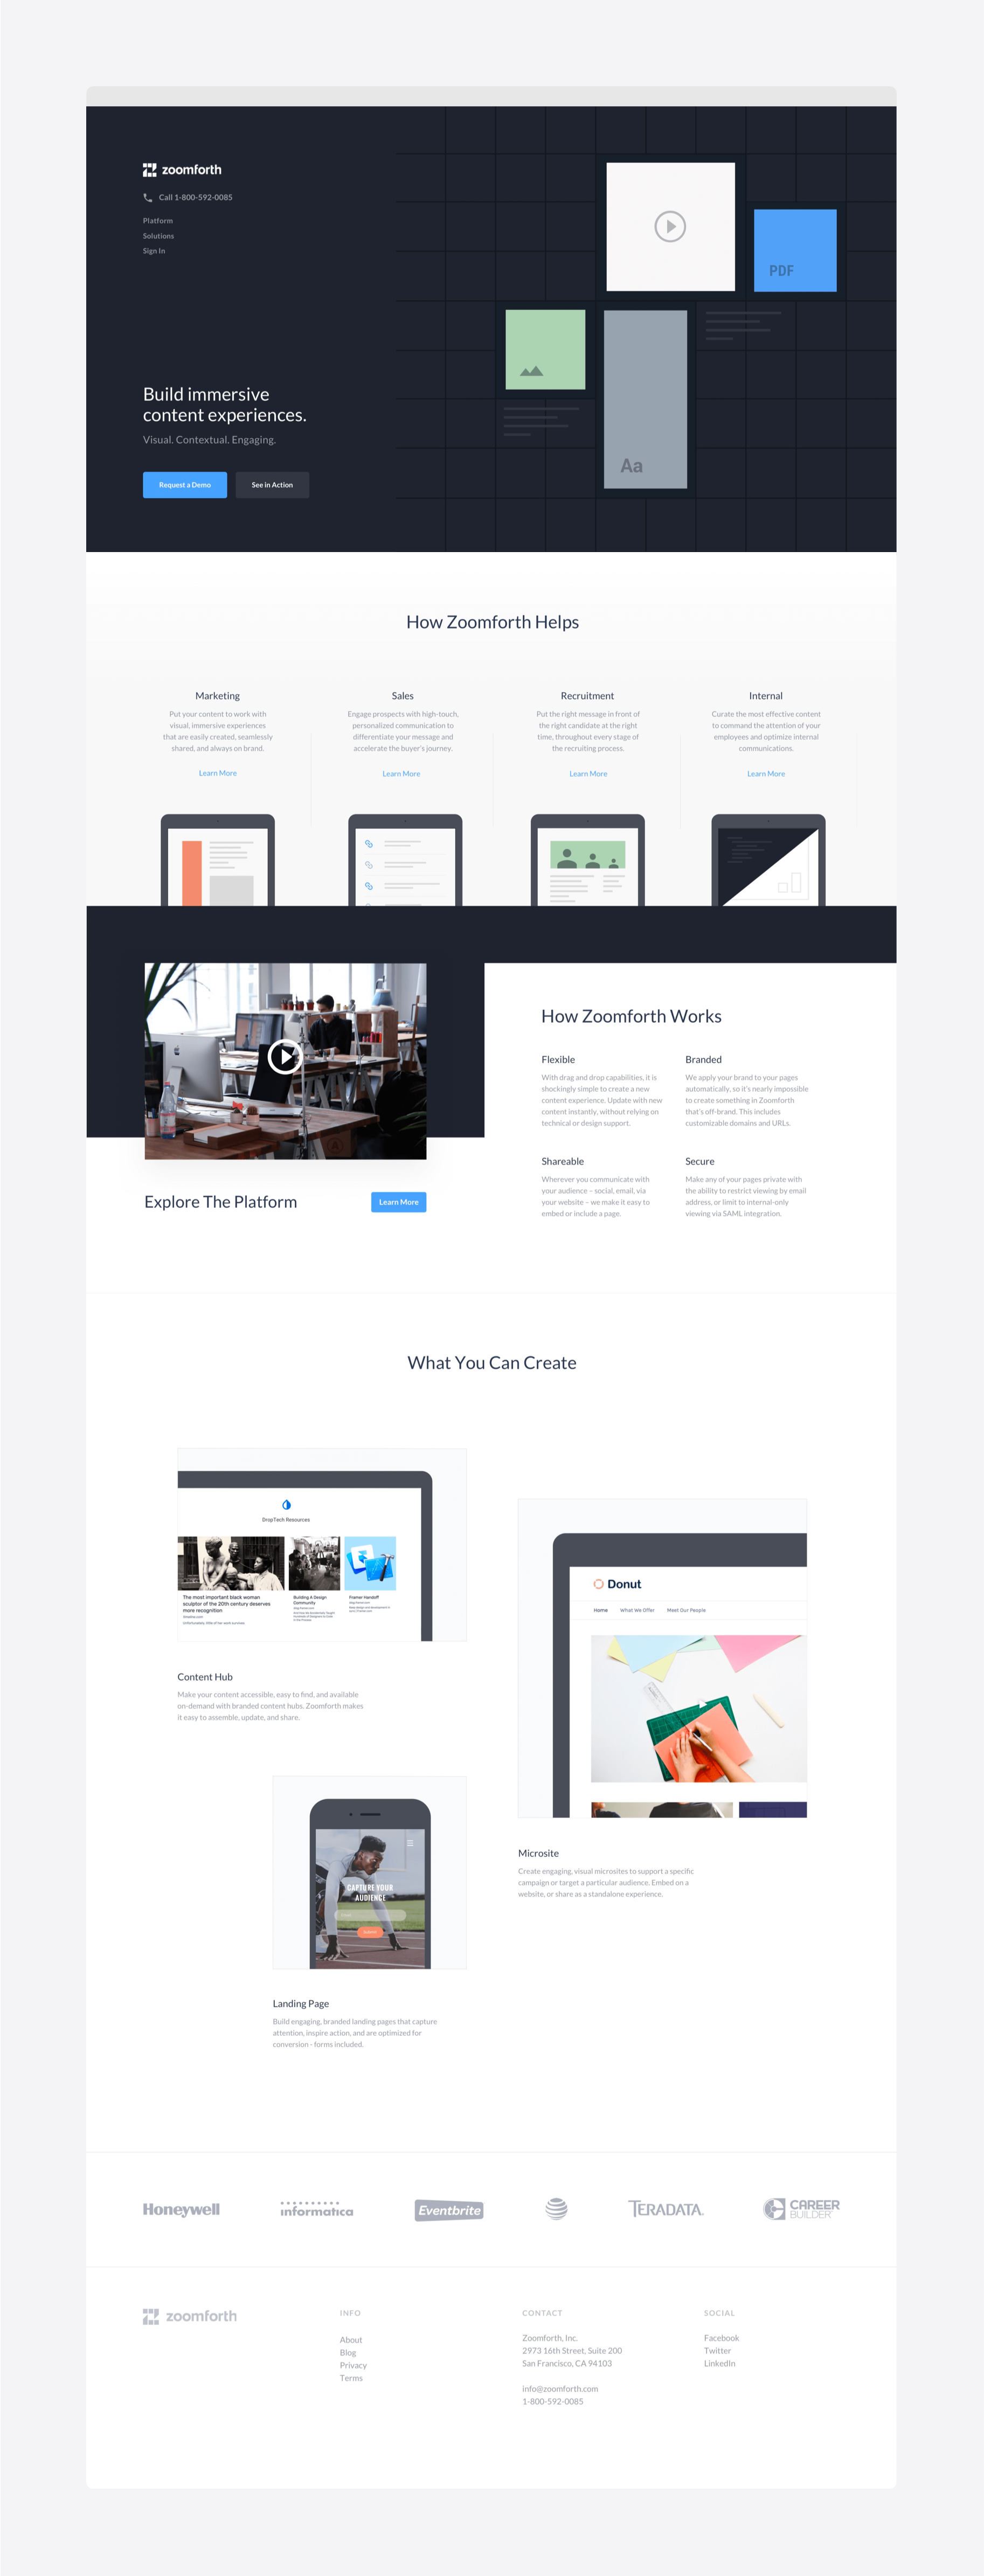 zoomforth
Call 1-800-592-0085
Platform
Solutions
Sign In
PDF
Aa
Build immersive
content experiences.
Visual. Contextual. Engaging.
Request a Demo
See in Action
How Zoomforth Helps
Marketing
Put your content to work with
visual, immersive experiences
that are easily created, seamlessly
shared, and always on brand.
Learn More
Sales
Engage prospects with high-touch,
personalized communication to
differentiate your message and
accelerate the buyer's journey.
Learn More
Recruitment
Put the right message in front of
the right candidate at the right
time, throughout every stage of
the recruiting process.
Learn More
Internal
Curate the most effective content
to command the attention of your
employees and optimize internal
communications.
Learn More
Explore The Platform
Learn More
How Zoomforth Works
Flexible
With drag and drop capabilities, it is
shockingly simple to create a new
content experience. Update with new
content instantly, without relying on
technical or design support.
Branded
We apply your brand to your pages
automatically, so it's nearly impossible
to create something in Zoomforth
that's off-brand. This includes
customizable domains and URLs.
Shareable
Wherever you communicate with
your audience – social, email, via
your website – we make it easy to
embed or include a page.
Secure
Make any of your pages private with
the ability to restrict viewing by email
address, or limit to internal-only
viewing via SAML integration.
What You Can Create
DropTech Resources
The most important black woman
sculptor of the 20th century deserves
more recognition
Building A Design
Community
Framer Handoff
Content Hub
Make your content accessible, easy to find, and available
on-demand with branded content hubs. Zoomforth makes
it easy to assemble, update, and share.
Donut
Home
What We Offer
Meet Our People
Microsite
Create engaging, visual microsites to support a specific
campaign or target a particular audience. Embed on a
website, or share as a standalone experience.
CAPTURE YOUR
AUDIENCE
Landing Page
Build engaging, branded landing pages that capture
attention, inspire action, and are optimized for
conversion - forms included.
Honeywell
informatica
Eventbrite
TERADATA.
CAREER
BUILDER
zoomforth
INFO
About
Blog
Privacy
Terms
CONTACT
Zoomforth, Inc.
2973 16th Street, Suite 200
San Francisco, CA 94103
info@zoomforth.com
1-800-592-0085
SOCIAL
Facebook
Twitter
LinkedIn